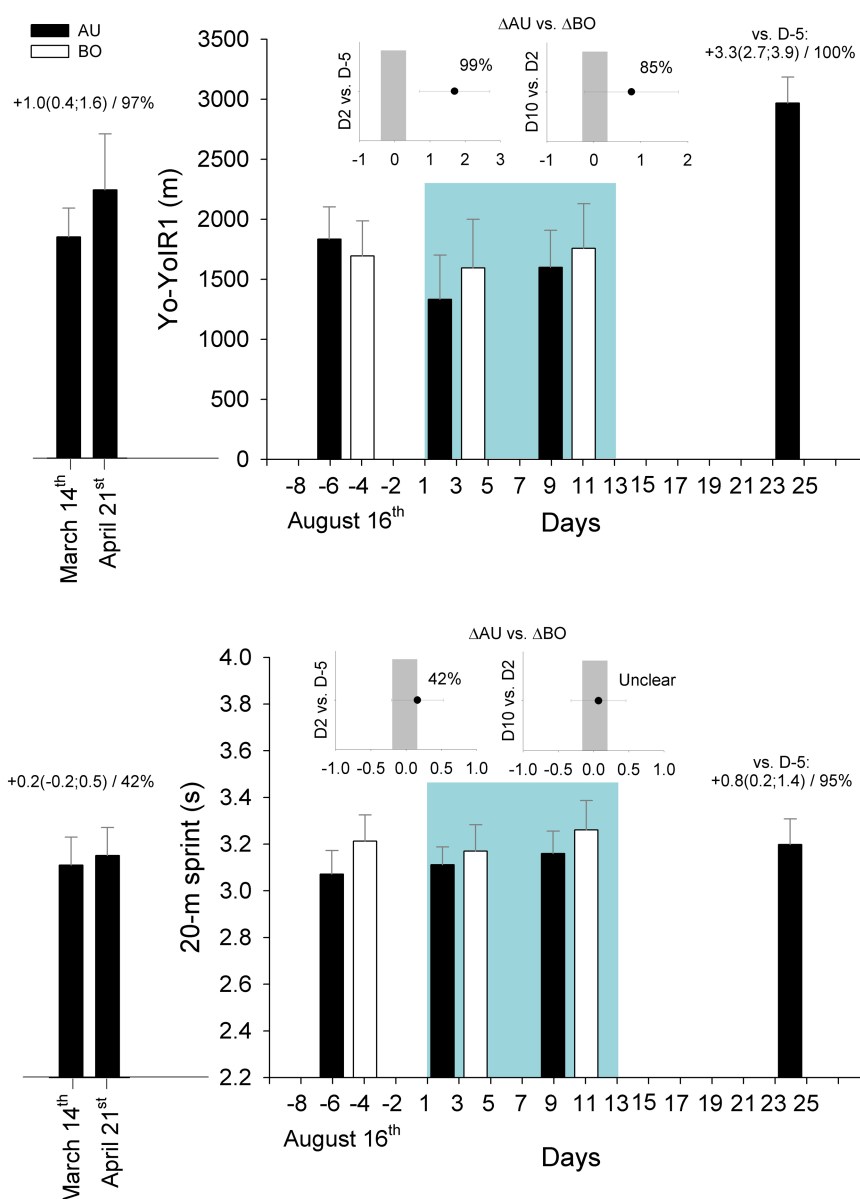 AU
BO
+1.0(0.4;1.6) / 97%
March 14th
April 21st
Yo-YoIR1 (m)
3500
3000
2500
2000
1500
1000
500
0
ΔAU vs. ΔBO
D2 vs. D-5
99%
-1 0 1 2 3
D10 vs. D2
85%
-1 0 1 2
vs. D-5:
+3.3(2.7;3.9) / 100%
-8 -6 -4 -2 1 3 5 7 9 11 13 15 17 19 21 23 25
August 16th
Days
+0.2(-0.2;0.5) / 42%
March 14th
April 21st
20-m sprint (s)
4.0
3.8
3.6
3.4
3.2
3.0
2.8
2.6
2.4
2.2
ΔAU vs. ΔBO
D2 vs. D-5
42%
-1.0 -0.5 0.0 0.5 1.0
D10 vs. D2
Unclear
-1.0 -0.5 0.0 0.5 1.0
vs. D-5:
+0.8(0.2;1.4) / 95%
-8 -6 -4 -2 1 3 5 7 9 11 13 15 17 19 21 23 25
August 16th
Days